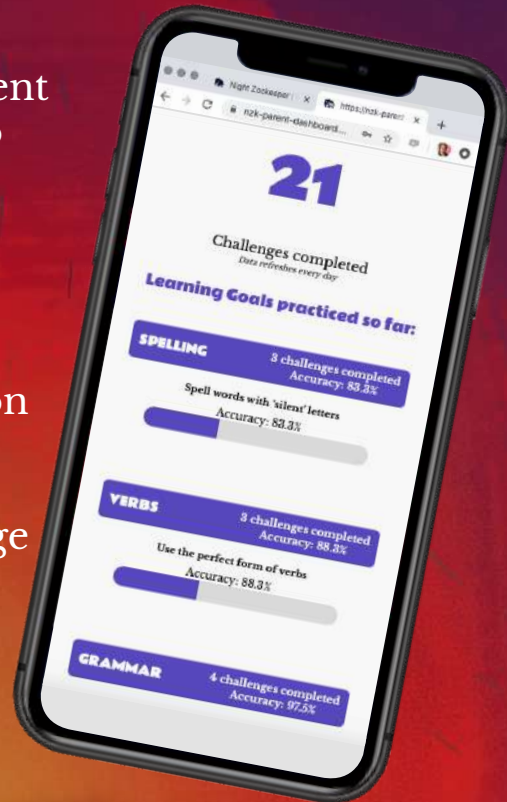 ent
on
ge
Night Zookeeper
https://nzk-parent
nzk-parent-dashboard...
21
Challenges completed
Data refreshes every day
Learning Goals practiced so far:
SPELLING
3 challenges completed
Accuracy: 83.3%
Spell words with 'silent' letters
Accuracy: 83.3%
VERBS
3 challenges completed
Accuracy: 88.3%
Use the perfect form of verbs
Accuracy: 88.3%
GRAMMAR
4 challenges completed
Accuracy: 97.5%